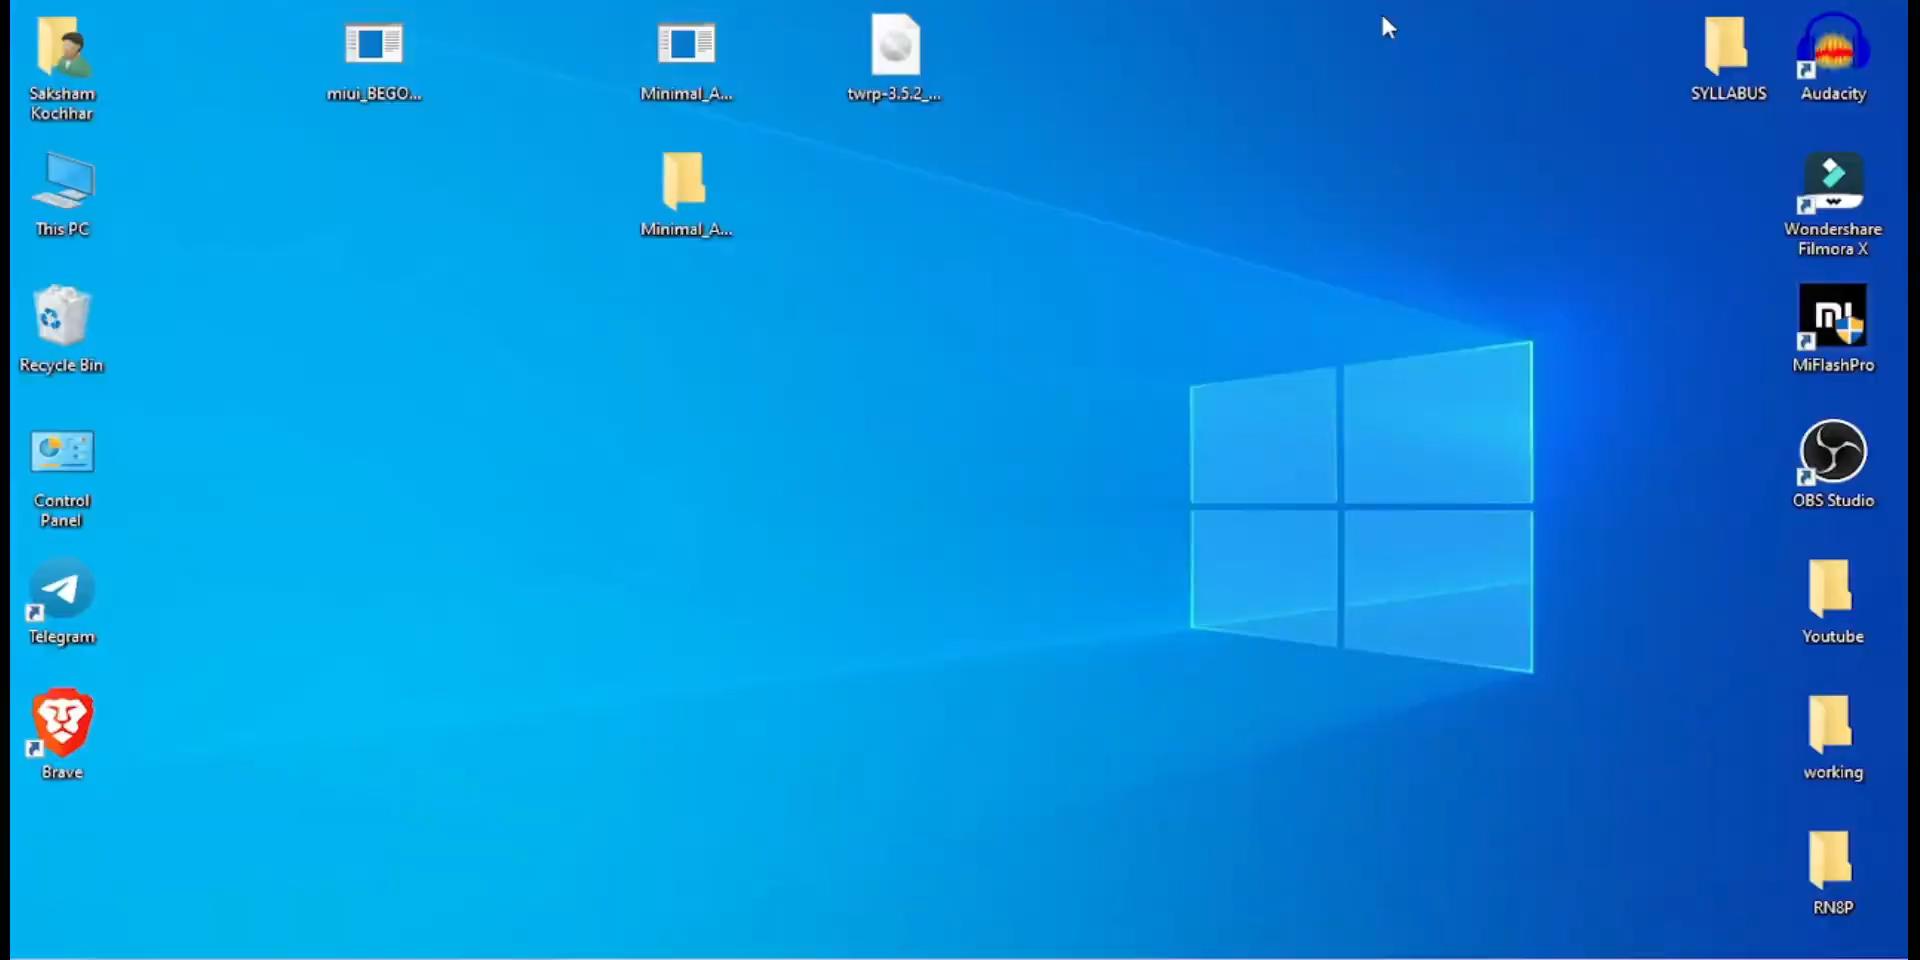 Saksham
Kochhar
miui_BEGO...
Minimal_A...
twrp-3.5.2_...
SYLLABUS
Audacity
This PC
Minimal_A...
Wondershare
Filmora X
Recycle Bin
MiFlashPro
Control
Panel
OBS Studio
Telegram
Youtube
Brave
working
RN8P